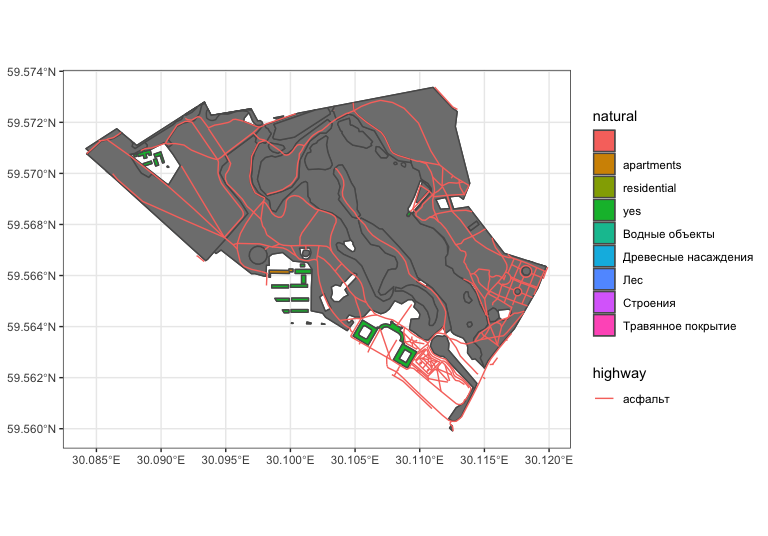 59.574°N
59.572°N
59.570°N
59.568°N
59.566°N
59.564°N
59.562°N
59.560°N
30.085°E 30.090°E 30.095°E 30.100°E 30.105°E 30.110°E 30.115°E 30.120°E
natural
apartments
residential
yes
Водные объекты
Древесные насаждения
Лес
Строения
Травянное покрытие
highway
асфальт